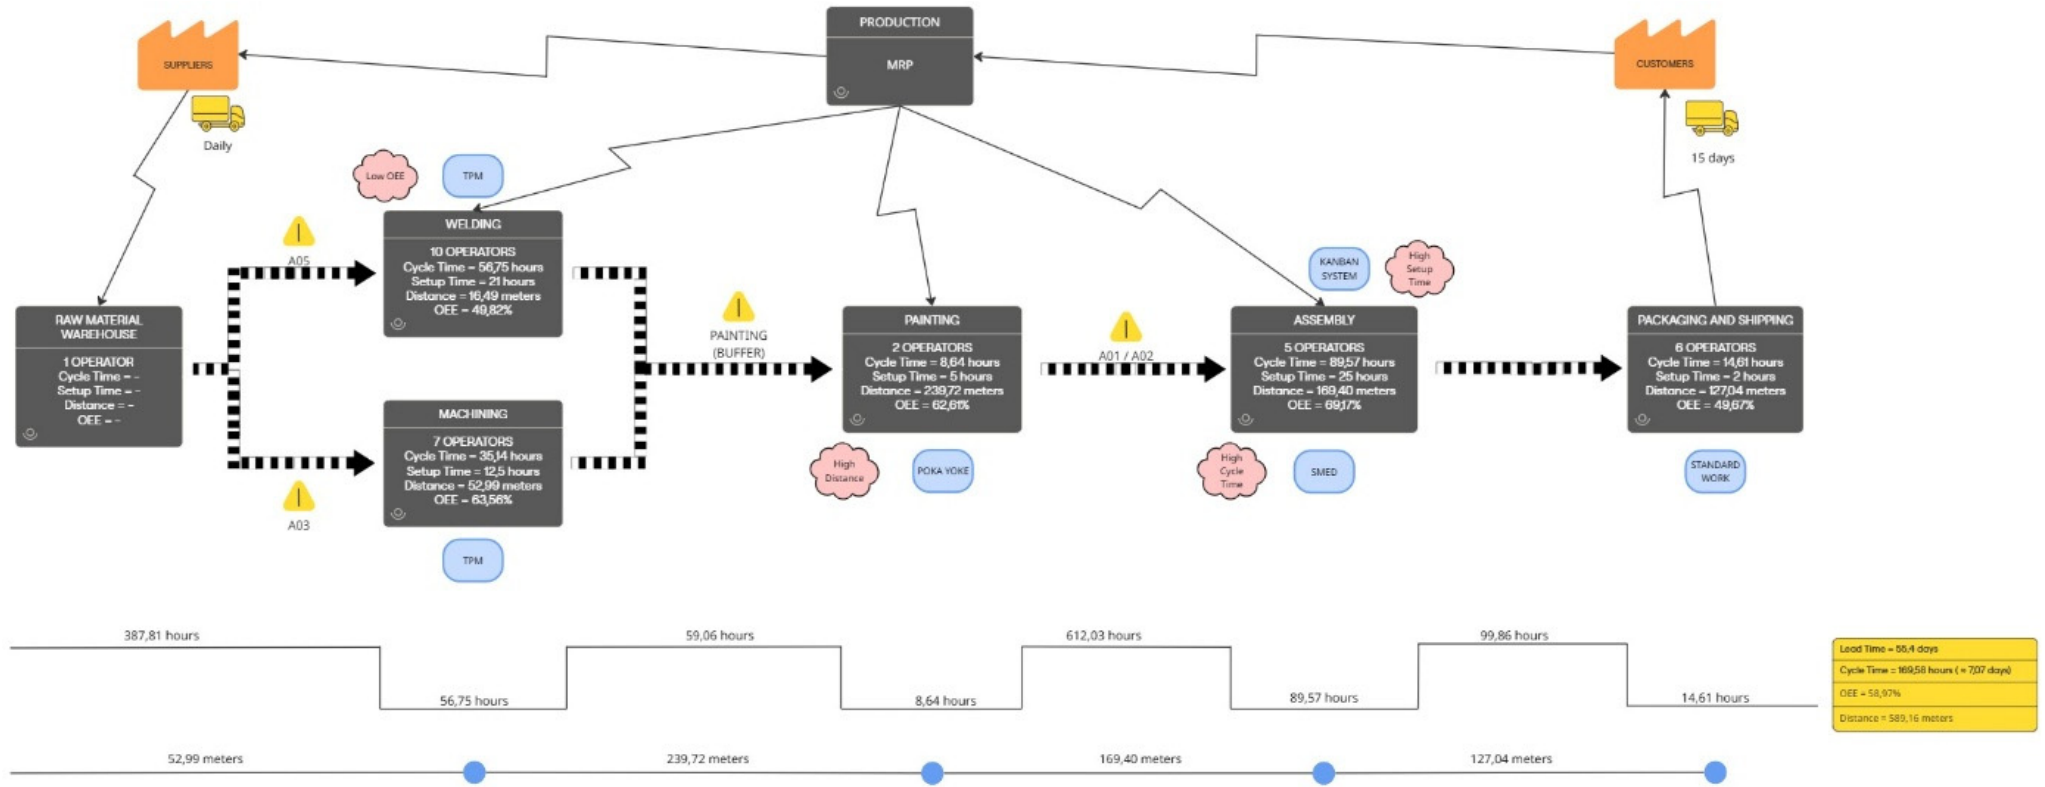 PRODUCTION
MRP
SUPPLIERS
CUSTOMERS
Daily
15 days
Low OEE
TPM
WELDING
10 OPERATORS
Cycle Time = 56,75 hours
Setup Time = 21 hours
Distance = 16,49 meters
OEE = 49,82%
A05
RAW MATERIAL
WAREHOUSE
1 OPERATOR
Cycle Time = -
Setup Time = -
Distance = -
OEE = -
MACHINING
7 OPERATORS
Cycle Time = 35,14 hours
Setup Time = 12,5 hours
Distance = 52,99 meters
OEE = 63,56%
A03
TPM
PAINTING
(BUFFER)
PAINTING
2 OPERATORS
Cycle Time = 8,64 hours
Setup Time = 5 hours
Distance = 239,72 meters
OEE = 62,61%
High
Distance
POKA YOKE
A01 / A02
KANBAN
SYSTEM
High
Setup
Time
ASSEMBLY
5 OPERATORS
Cycle Time = 89,57 hours
Setup Time = 25 hours
Distance = 169,40 meters
OEE = 69,17%
High
Cycle
Time
SMED
PACKAGING AND SHIPPING
6 OPERATORS
Cycle Time = 14,61 hours
Setup Time = 2 hours
Distance = 127,04 meters
OEE = 49,67%
STANDARD
WORK
387,81 hours
56,75 hours
59,06 hours
8,64 hours
612,03 hours
89,57 hours
99,86 hours
14,61 hours
Lead Time = 55,4 days
Cycle Time = 169,58 hours ( ≈ 7,07 days)
OEE = 58,97%
Distance = 589,16 meters
52,99 meters
239,72 meters
169,40 meters
127,04 meters